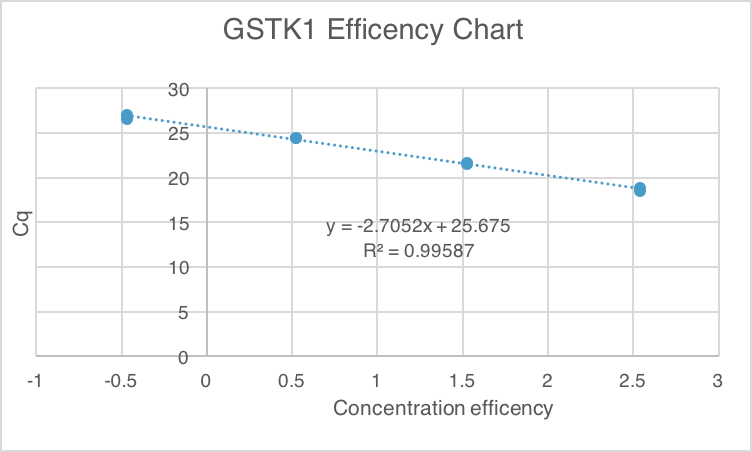 GSTK1 Efficency Chart
30
25
20
15
10
5
0
Cq
y = -2.7052x + 25.675
R² = 0.99587
-1 -0.5 0 0.5 1 1.5 2 2.5 3
Concentration efficency